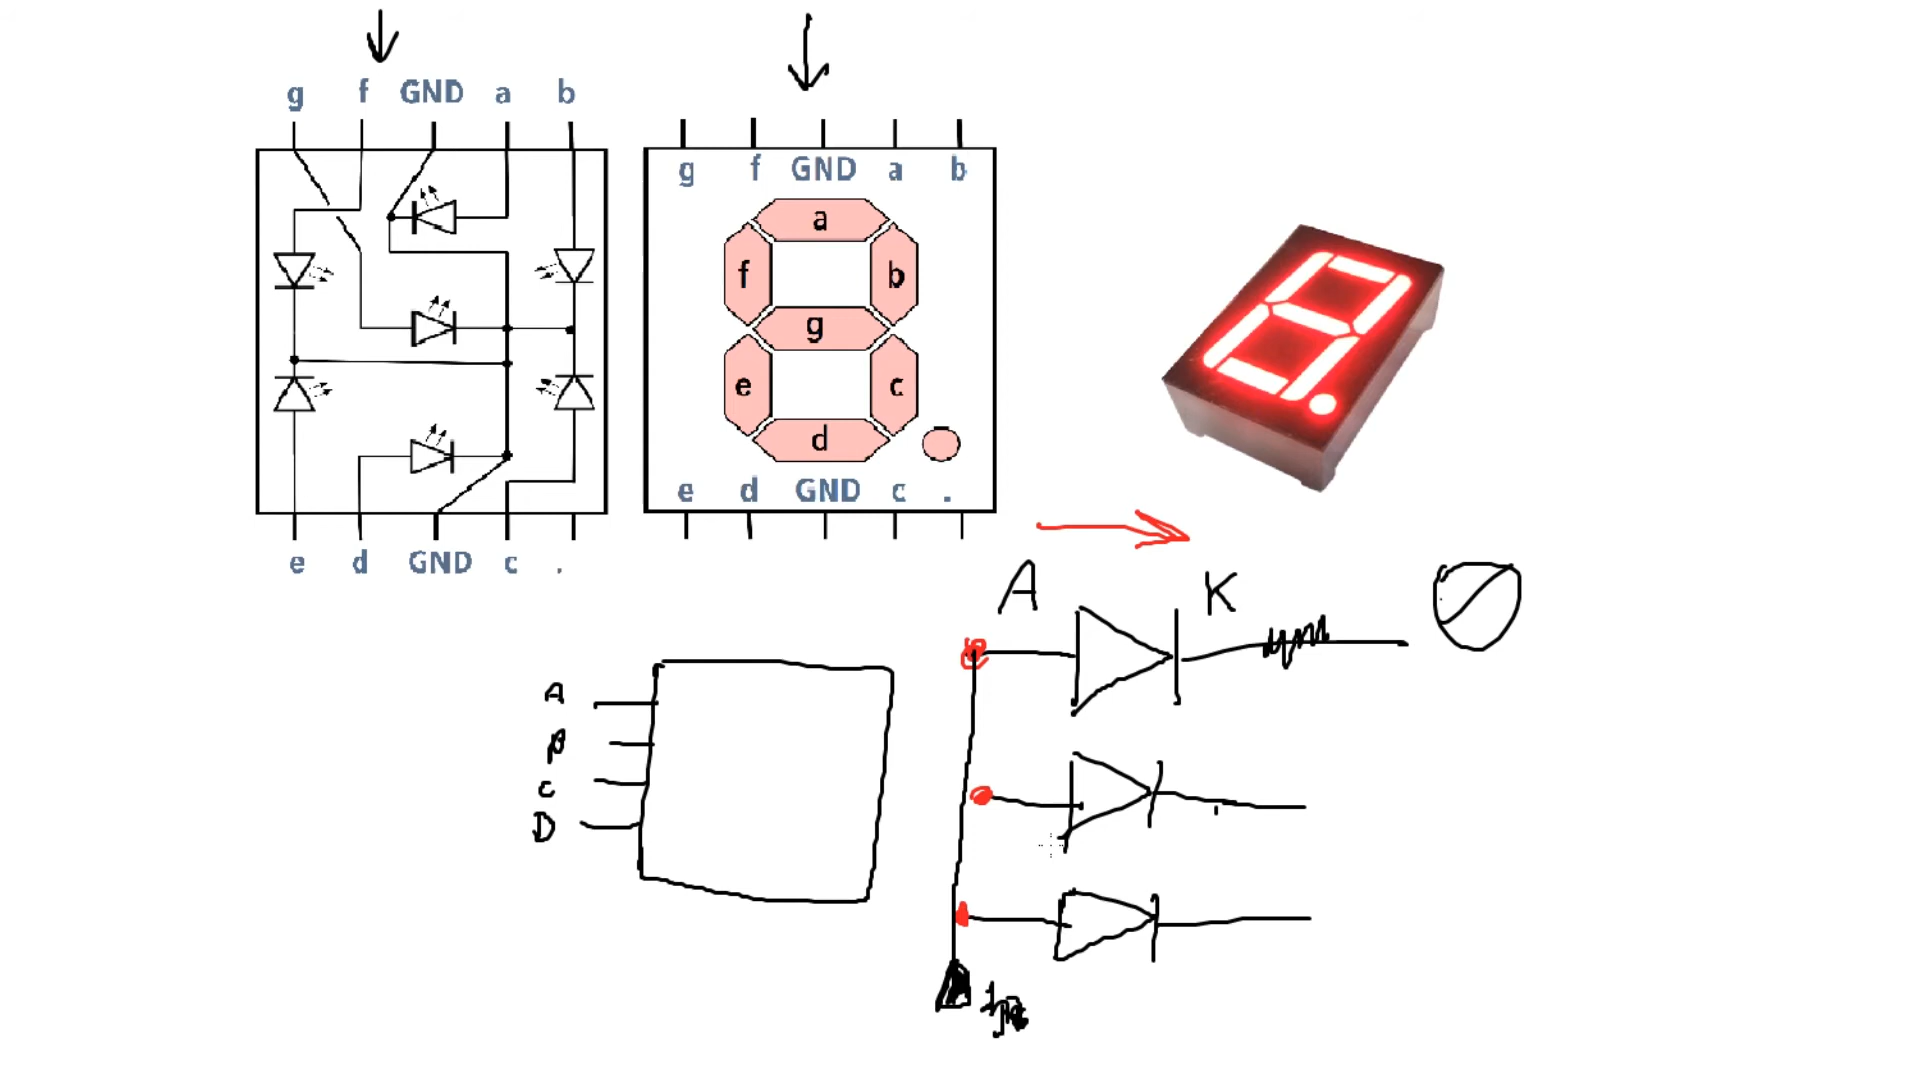 g f GND a b
g f GND a b
a
f b
g
e c
d
e d GND c .
e d GND c .
A K
A
B
C
D